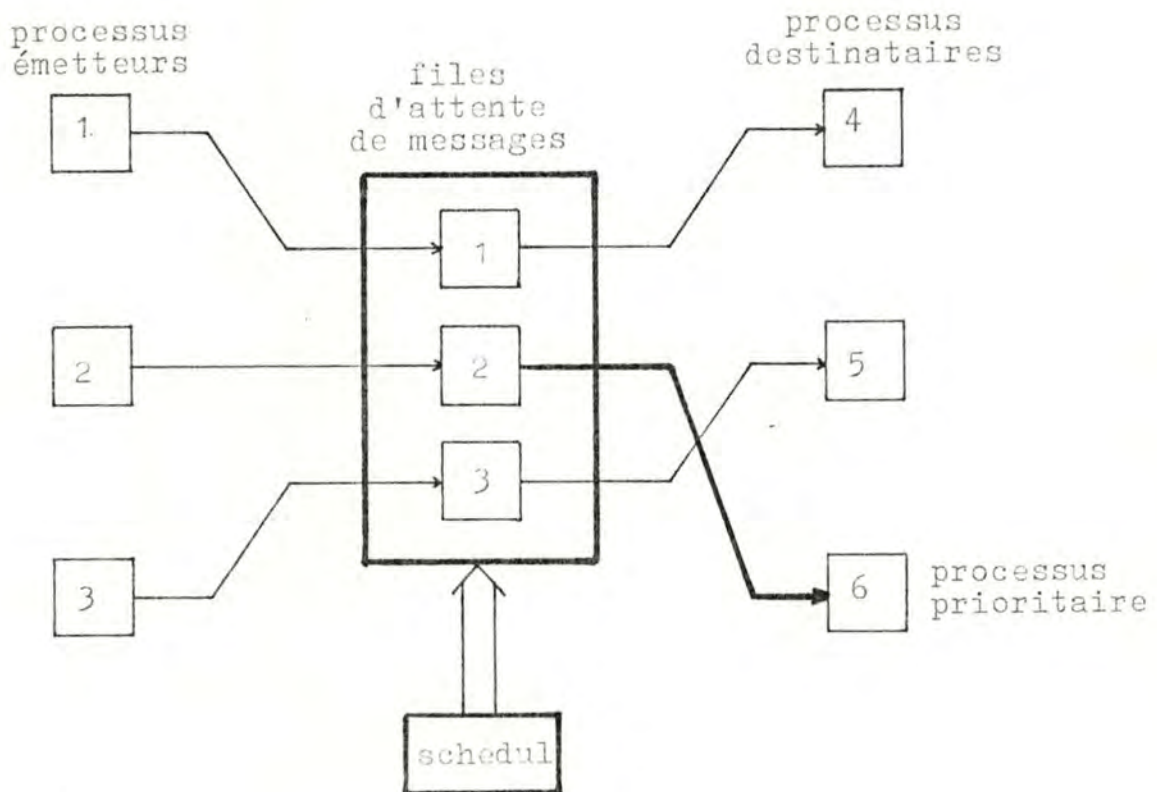 processus
émetteurs
files
d'attente
de messages
processus
destinataires
1.
1
4
2
2
5
3
3
6
processus
prioritaire
schedul